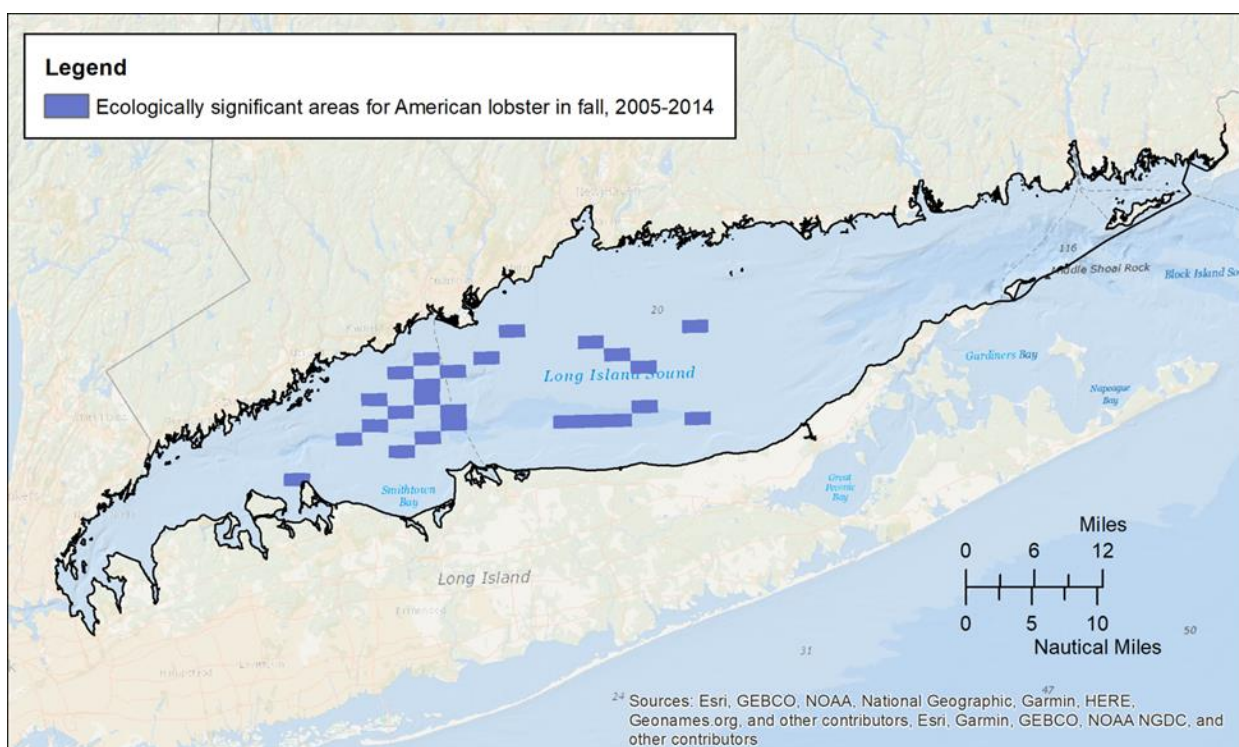 Legend
Ecologically significant areas for American lobster in fall, 2005-2014
116
Middle Shoal Rock
Block Island So
20
Long Island Sound
Gardiners Bay
Napeague
Bay
Smithtown
Bay
Great
Peconic
Bay
Long Island
Miles
0 6 12
0 5 10
Nautical Miles
50
31
47
24
Sources: Esri, GEBCO, NOAA, National Geographic, Garmin, HERE,
Geonames.org, and other contributors, Esri, Garmin, GEBCO, NOAA NGDC, and
other contributors